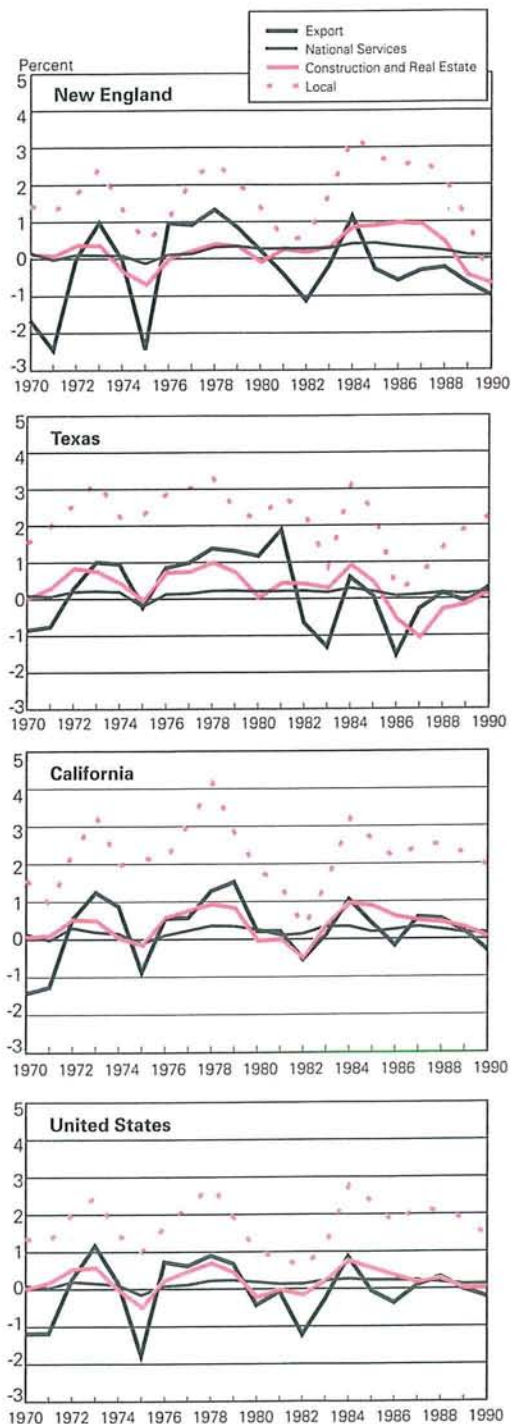 Export
National Services
Construction and Real Estate
Local
Percent
New England
5
4
3
2
1
0
-1
-2
-3
1970 1972 1974 1976 1978 1980 1982 1984 1986 1988 1990
Texas
5
4
3
2
1
0
-1
-2
-3
1970 1972 1974 1976 1978 1980 1982 1984 1986 1988 1990
California
5
4
3
2
1
0
-1
-2
-3
1970 1972 1974 1976 1978 1980 1982 1984 1986 1988 1990
United States
5
4
3
2
1
0
-1
-2
-3
1970 1972 1974 1976 1978 1980 1982 1984 1986 1988 1990